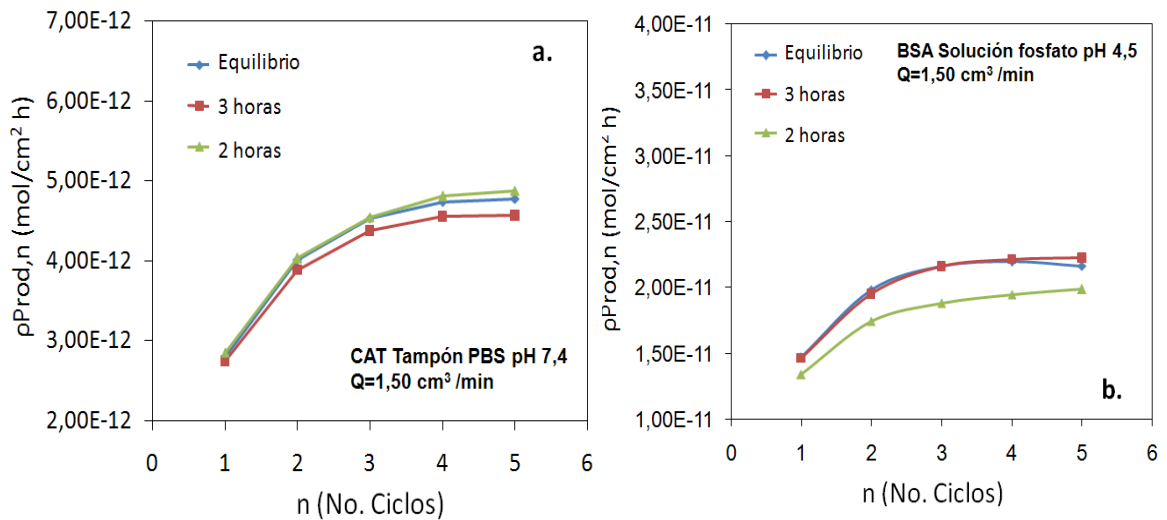 ρProd,n (mol/cm² h)
7,00E-12
6,00E-12
5,00E-12
4,00E-12
3,00E-12
2,00E-12
Equilibrio
3 horas
2 horas
a.
CAT Tampón PBS pH 7,4
Q=1,50 cm³ /min
0 1 2 3 4 5 6
n (No. Ciclos)
ρProd,n (mol/cm² h)
4,00E-11
3,50E-11
3,00E-11
2,50E-11
2,00E-11
1,50E-11
1,00E-11
Equilibrio
3 horas
2 horas
BSA Solución fosfato pH 4,5
Q=1,50 cm³ /min
b.
0 1 2 3 4 5 6
n (No. Ciclos)